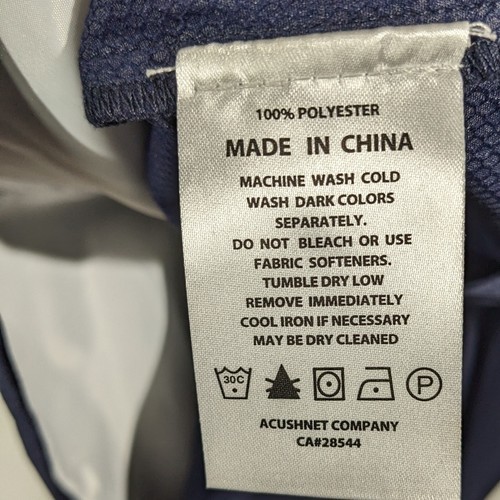 100% POLYESTER
MADE IN CHINA
MACHINE WASH COLD
WASH DARK COLORS
SEPARATELY.
DO NOT BLEACH OR USE
FABRIC SOFTENERS.
TUMBLE DRY LOW
REMOVE IMMEDIATELY
COOL IRON IF NECESSARY
MAY BE DRY CLEANED
30C P
ACUSHNET COMPANY
CA#28544